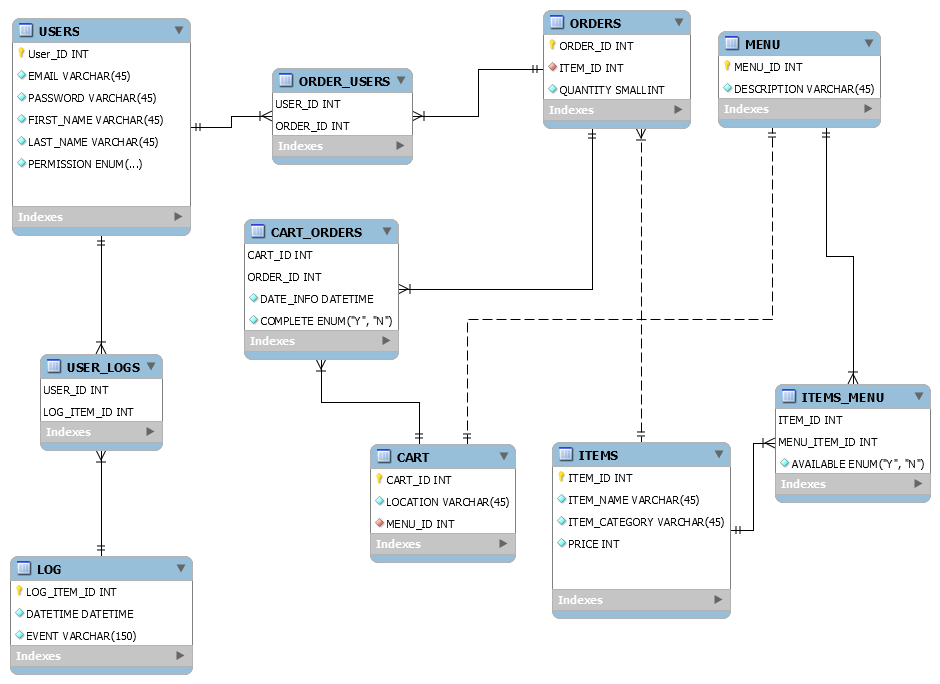 USERS
User_ID INT
EMAIL VARCHAR(45)
PASSWORD VARCHAR(45)
FIRST_NAME VARCHAR(45)
LAST_NAME VARCHAR(45)
PERMISSION ENUM(...)
Indexes
ORDER_USERS
USER_ID INT
ORDER_ID INT
Indexes
ORDERS
ORDER_ID INT
ITEM_ID INT
QUANTITY SMALLINT
Indexes
MENU
MENU_ID INT
DESCRIPTION VARCHAR(45)
Indexes
CART_ORDERS
CART_ID INT
ORDER_ID INT
DATE_INFO DATETIME
COMPLETE ENUM("Y", "N")
Indexes
USER_LOGS
USER_ID INT
LOG_ITEM_ID INT
Indexes
CART
CART_ID INT
LOCATION VARCHAR(45)
MENU_ID INT
Indexes
ITEMS
ITEM_ID INT
ITEM_NAME VARCHAR(45)
ITEM_CATEGORY VARCHAR(45)
PRICE INT
Indexes
ITEMS_MENU
ITEM_ID INT
MENU_ITEM_ID INT
AVAILABLE ENUM("Y", "N")
Indexes
LOG
LOG_ITEM_ID INT
DATETIME DATETIME
EVENT VARCHAR(150)
Indexes